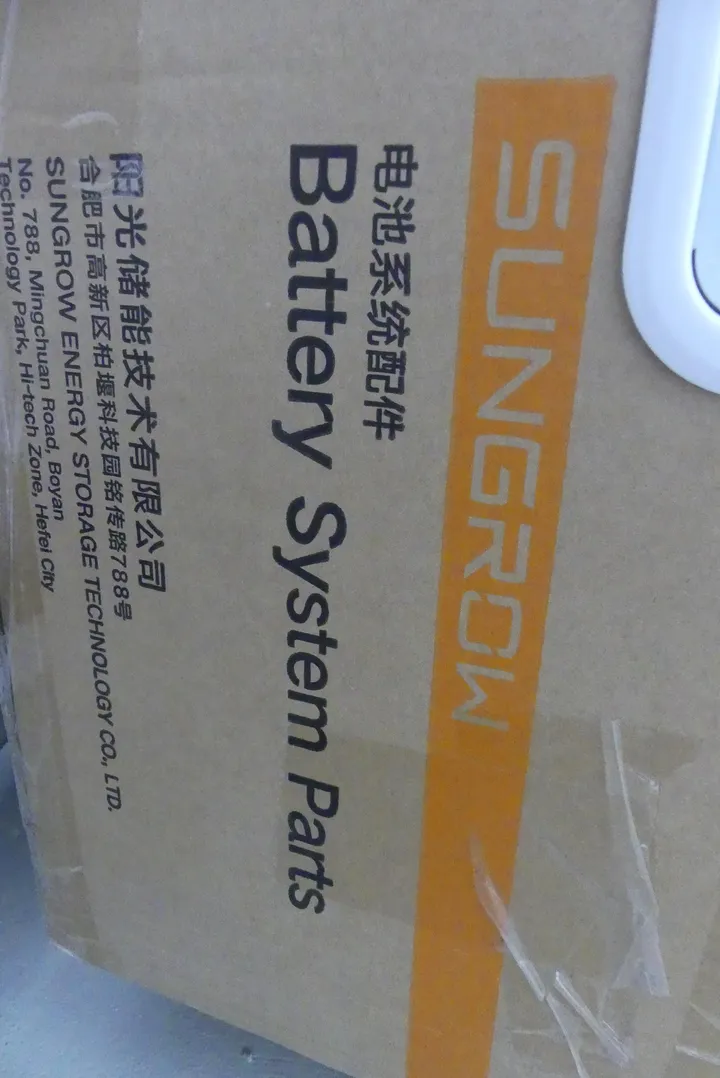 SUNGROW
电池系统配件
Battery System Parts
阳光储能技术有限公司
合肥市高新区柏堰科技园铭传路788号
SUNGROW ENERGY STORAGE TECHNOLOGY CO., LTD.
No. 788, Mingchuan Road, Boyan
Technology Park, Hi-tech Zone, Hefei City